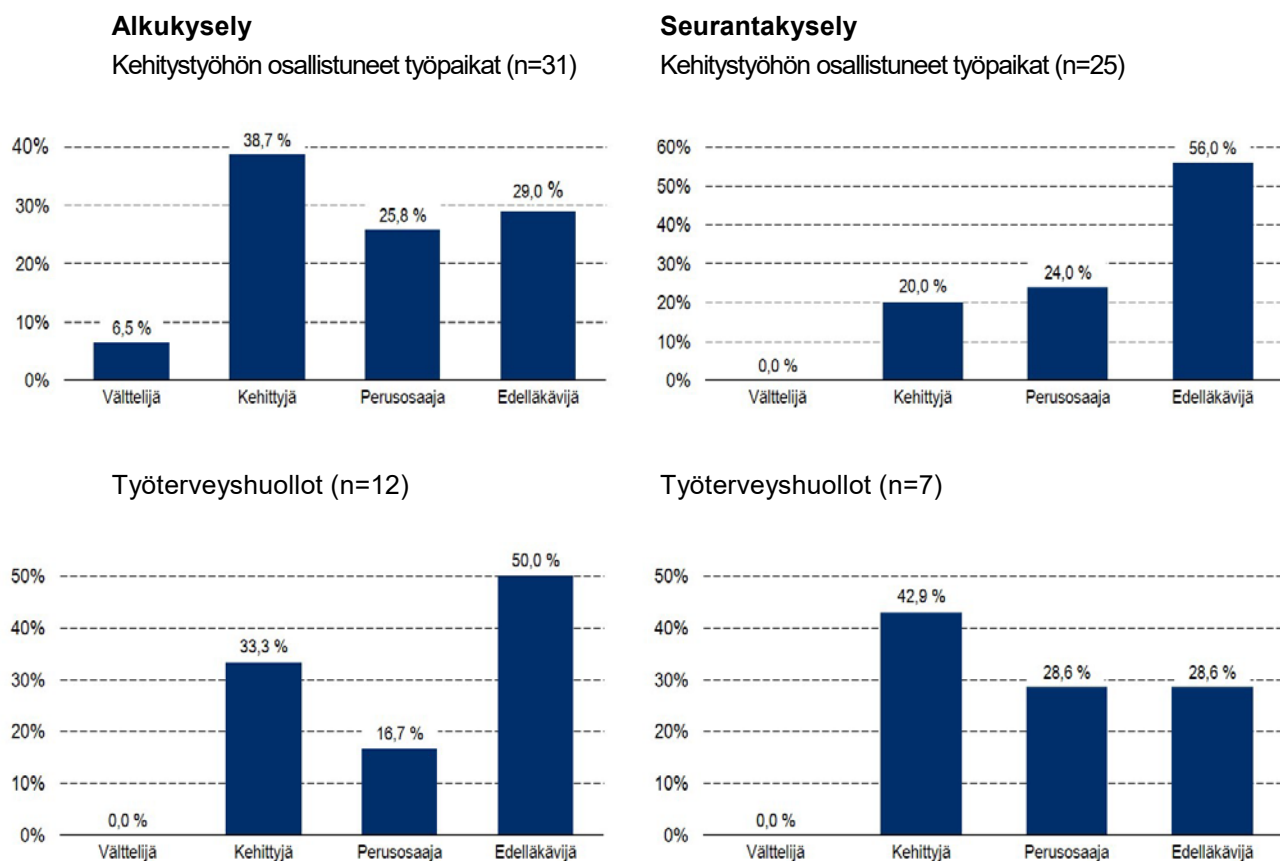 Alkukysely
Kehitystyöhön osallistuneet työpaikat (n=31)
40%
30%
20%
10%
0%
6,5 %
38,7 %
25,8 %
29,0 %
Välttelijä
Kehittyjä
Perusosaaja
Edelläkävijä
Seurantakysely
Kehitystyöhön osallistuneet työpaikat (n=25)
60%
50%
40%
30%
20%
10%
0%
0,0 %
20,0 %
24,0 %
56,0 %
Välttelijä
Kehittyjä
Perusosaaja
Edelläkävijä
Työterveyshuollot (n=12)
50%
40%
30%
20%
10%
0%
0,0 %
33,3 %
16,7 %
50,0 %
Välttelijä
Kehittyjä
Perusosaaja
Edelläkävijä
Työterveyshuollot (n=7)
50%
40%
30%
20%
10%
0%
0,0 %
42,9 %
28,6 %
28,6 %
Välttelijä
Kehittyjä
Perusosaaja
Edelläkävijä